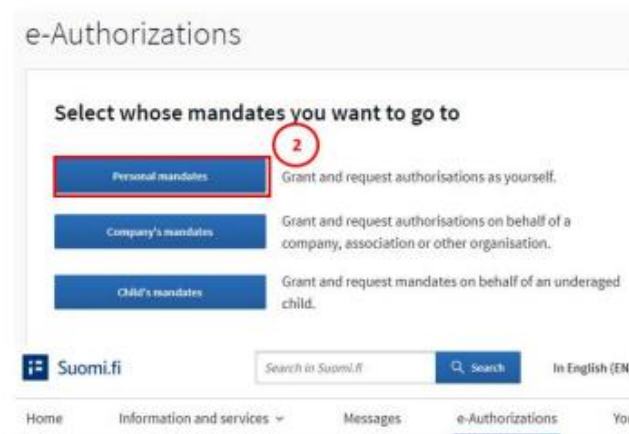 e-Authorizations
Select whose mandates you want to go to
2
Personal mandates
Grant and request authorisations as yourself.
Company's mandates
Grant and request authorisations on behalf of a
company, association or other organisation.
Child's mandates
Grant and request mandates on behalf of an underaged
child.
Suomi.fi
Search in Suomi.fi
Search
In English (EN
Home
Information and services
Messages
e-Authorizations
You